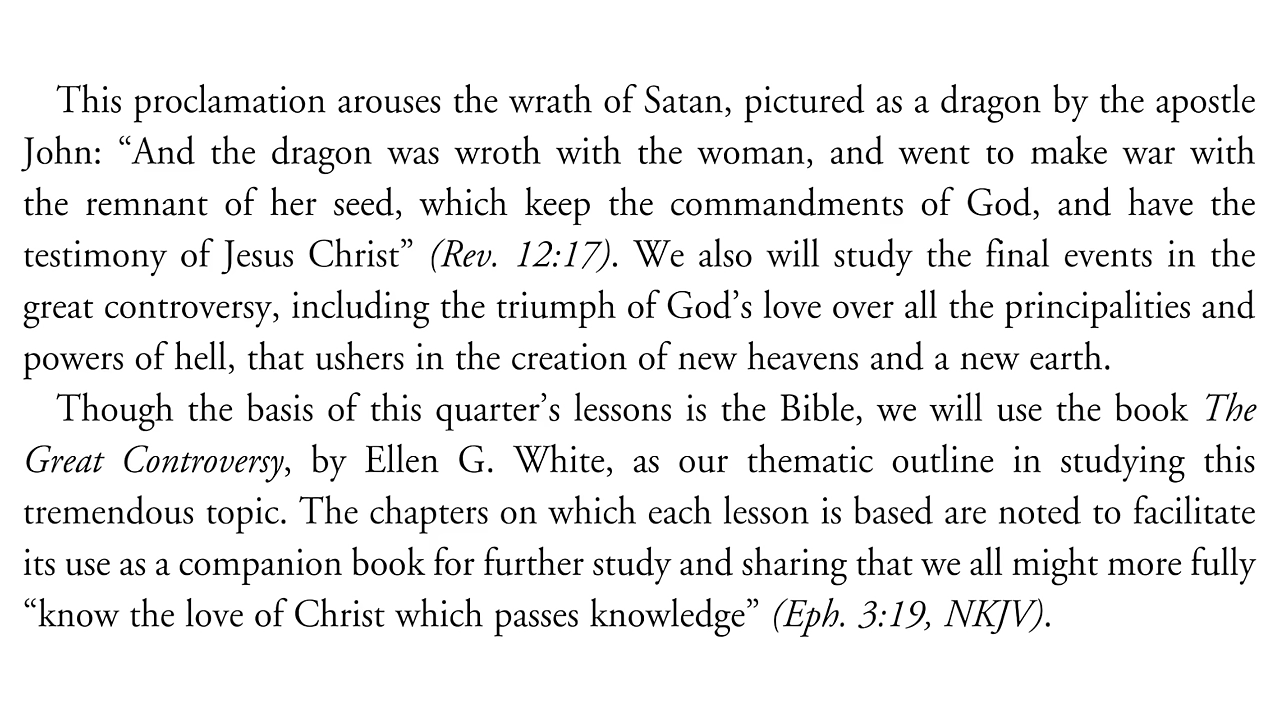 This proclamation arouses the wrath of Satan, pictured as a dragon by the apostle
John: “And the dragon was wroth with the woman, and went to make war with
the remnant of her seed, which keep the commandments of God, and have the
testimony of Jesus Christ” (Rev. 12:17). We also will study the final events in the
great controversy, including the triumph of God’s love over all the principalities and
powers of hell, that ushers in the creation of new heavens and a new earth.
Though the basis of this quarter’s lessons is the Bible, we will use the book The
Great Controversy, by Ellen G. White, as our thematic outline in studying this
tremendous topic. The chapters on which each lesson is based are noted to facilitate
its use as a companion book for further study and sharing that we all might more fully
“know the love of Christ which passes knowledge” (Eph. 3:19, NKJV).